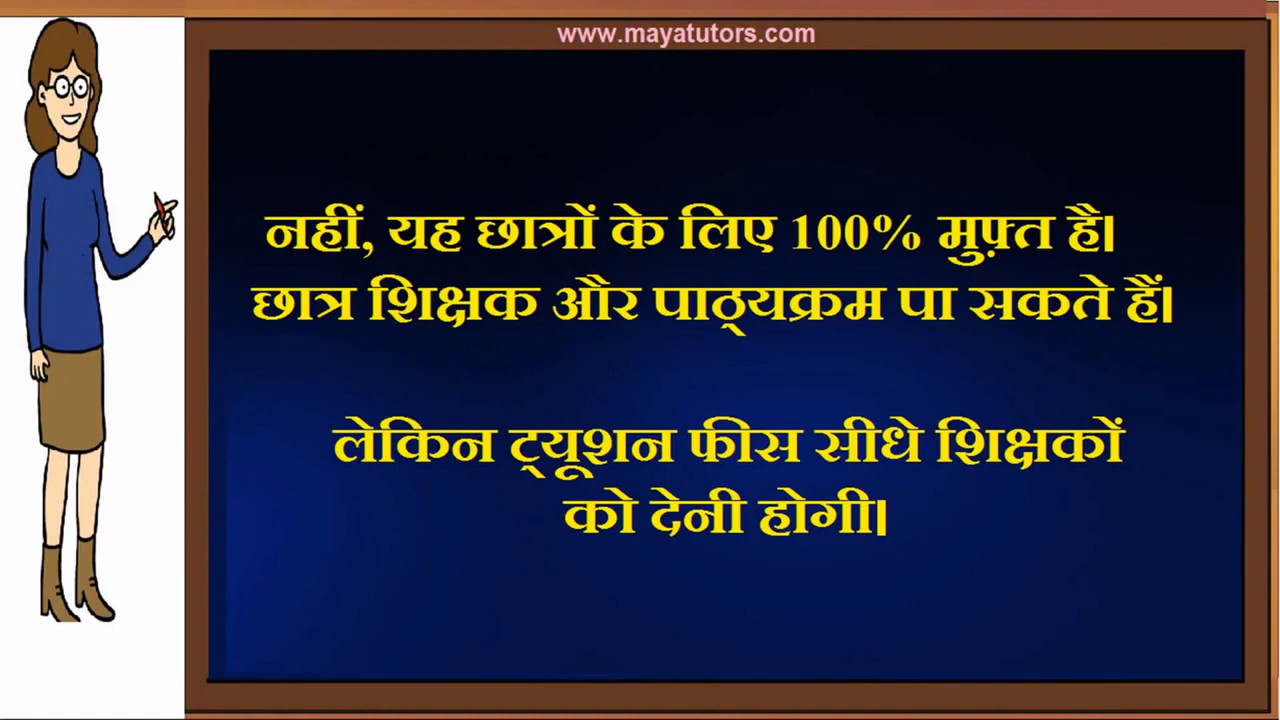 www.mayatutors.com
नहीं, यह छात्रों के लिए 100% मुफ़्त है।
छात्र शिक्षक और पाठ्यक्रम पा सकते हैं।
लेकिन ट्यूशन फीस सीधे शिक्षकों
को देनी होगी।